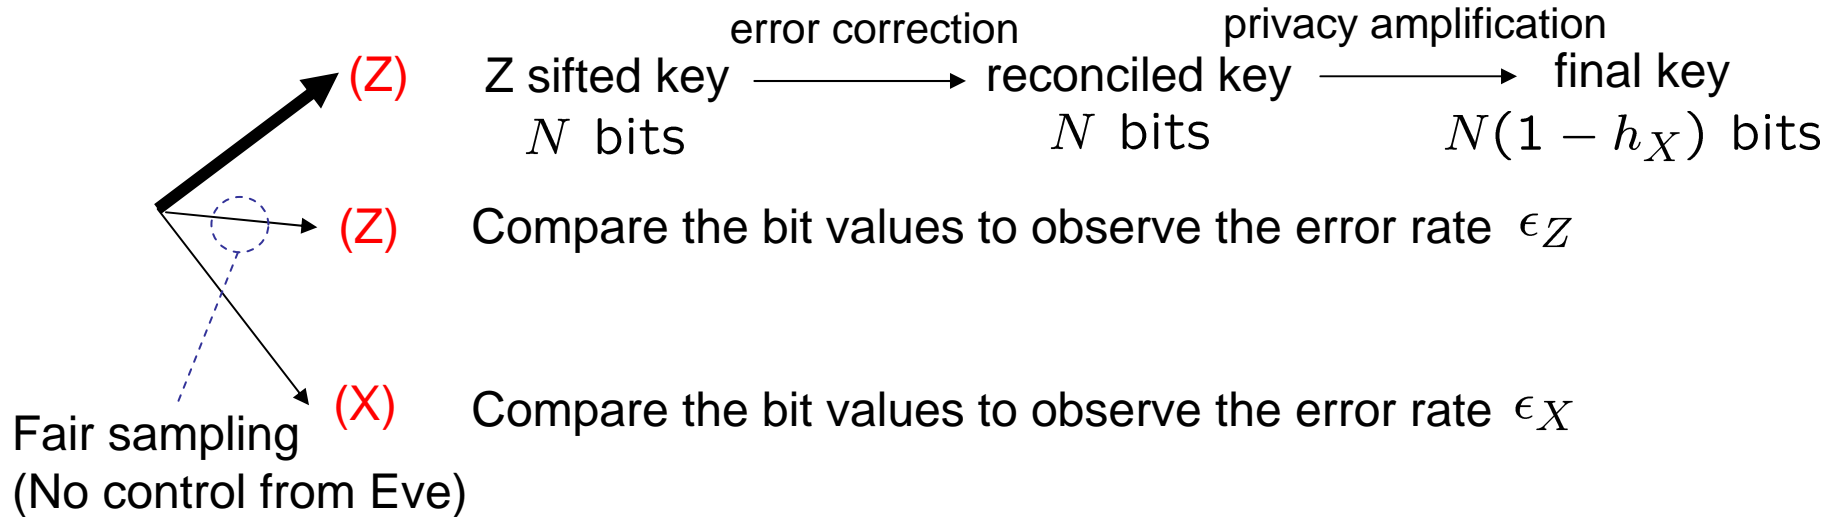 error correction privacy amplification
(Z) Z sifted key reconciled key final key
N bits N bits N(1 − h_X) bits
(Z) Compare the bit values to observe the error rate ϵ_Z
(X) Compare the bit values to observe the error rate ϵ_X
Fair sampling
(No control from Eve)